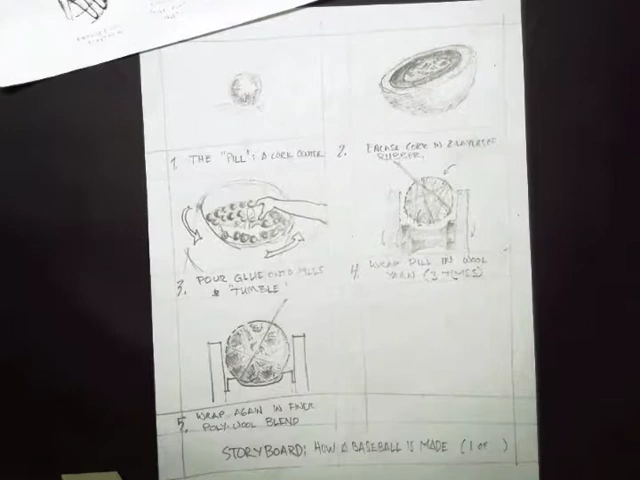 1. THE "PILL": A CORK CENTER
2. ENCASE CORK IN 2 LAYERS OF
RUBBER.
3. POUR GLUE ONTO PILLS
& "TUMBLE"
4. WRAP PILL IN WOOL
YARN (3 TIMES)
5. WRAP AGAIN IN FINER
POLY-WOOL BLEND
STORYBOARD: HOW A BASEBALL IS MADE (1 OF )